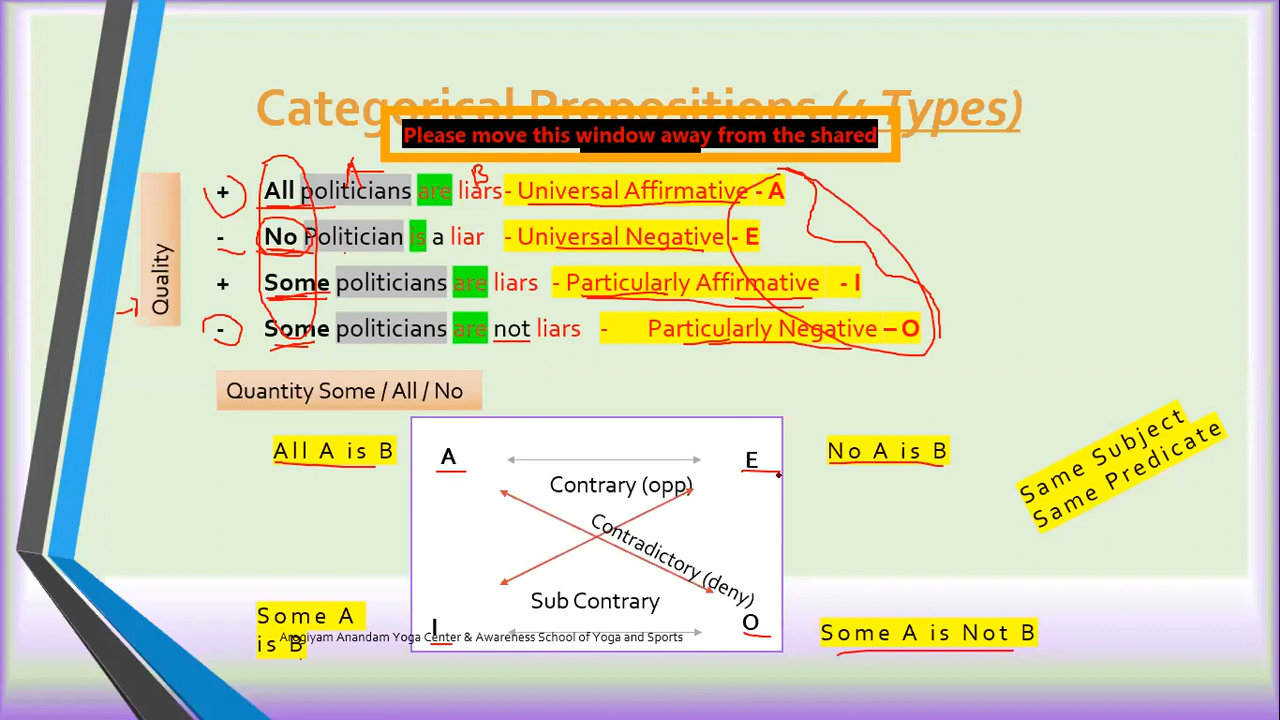 Categorical Propositions (4 Types)
Please move this window away from the shared
A B
+ All politicians are liars - Universal Affirmative - A
- No Politician is a liar - Universal Negative - E
+ Some politicians are liars - Particularly Affirmative - I
- Some politicians are not liars - Particularly Negative – O
Quality
Quantity Some / All / No
All A is B
A
E
No A is B
Contrary (opp)
Contradictory (deny)
Same Subject
Same Predicate
Sub Contrary
Some A
is B
I
O
Some A is Not B
Arogiyam Anandam Yoga Center & Awareness School of Yoga and Sports